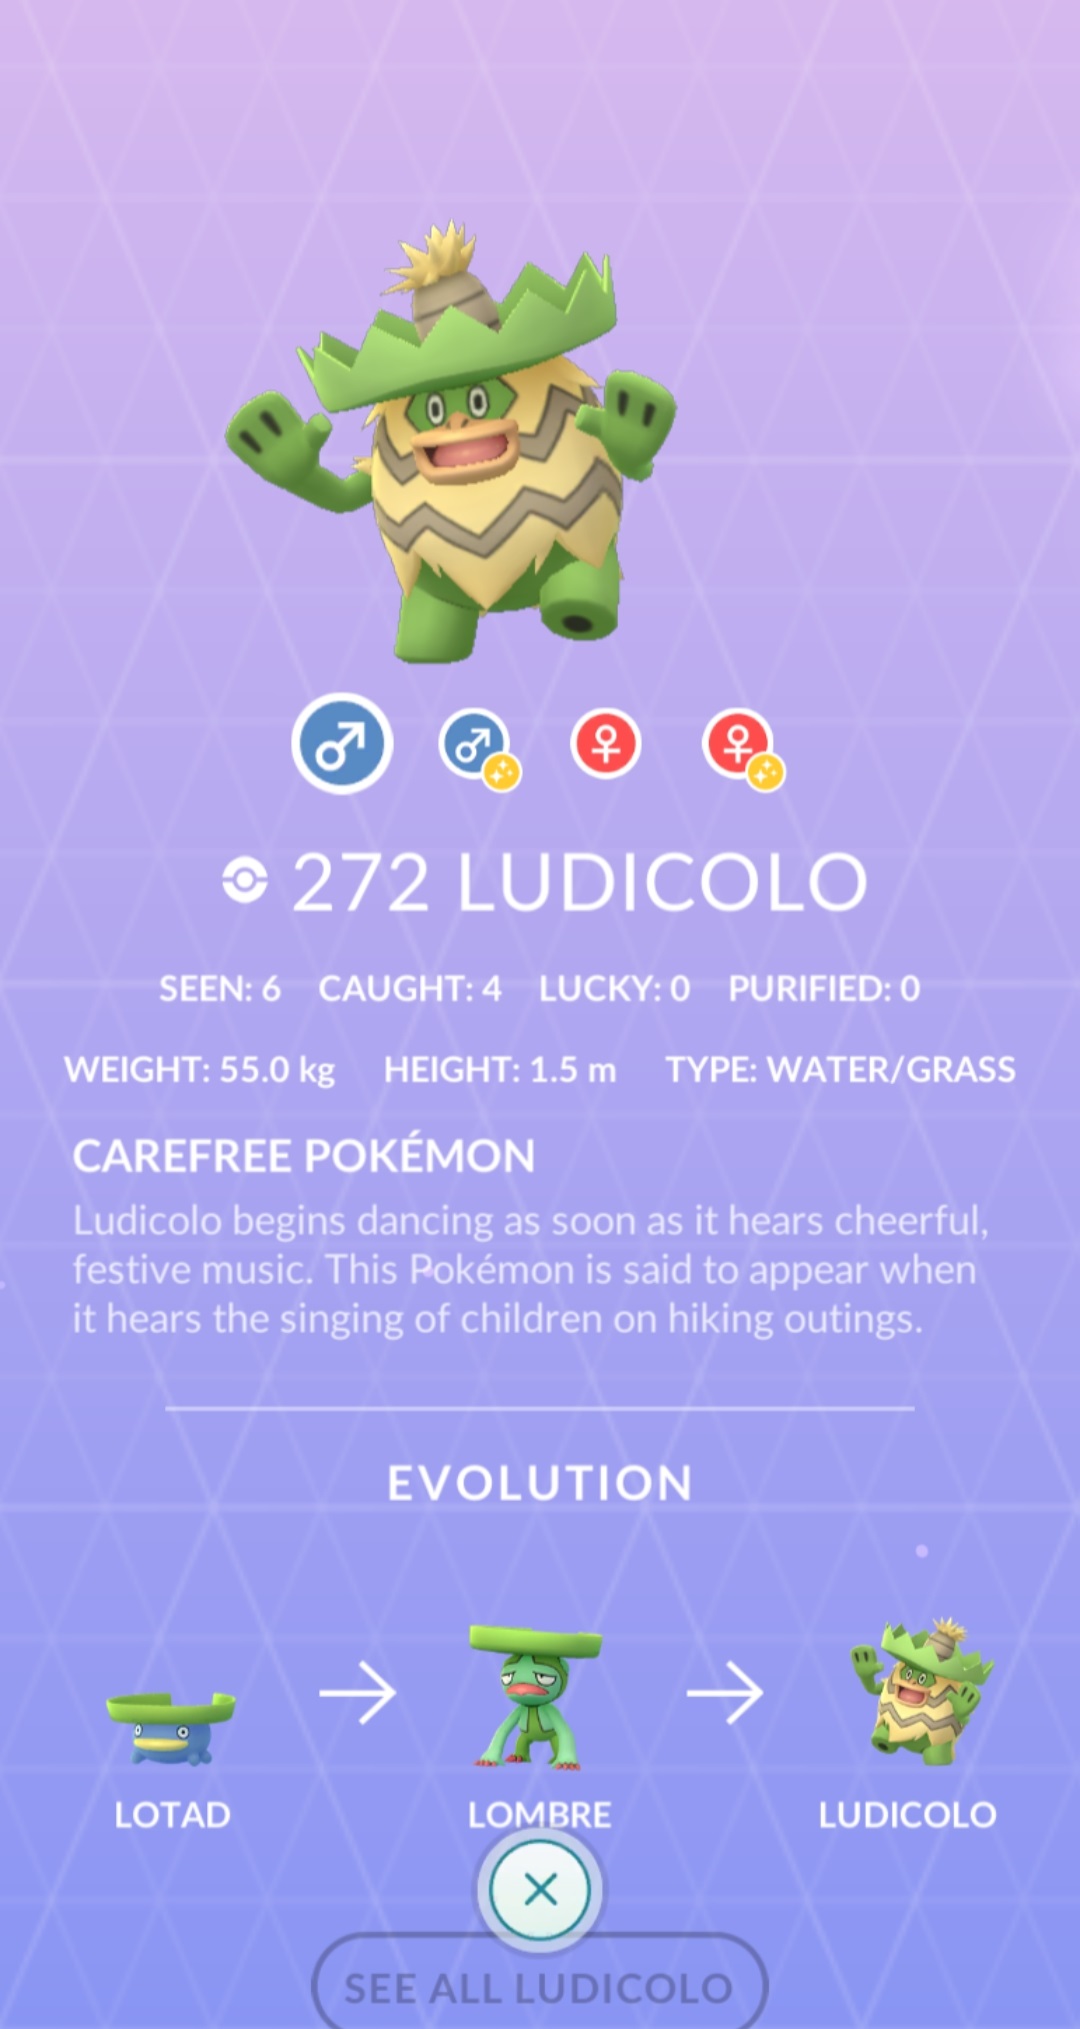 272 LUDICOLO
SEEN: 6 CAUGHT: 4 LUCKY: 0 PURIFIED: 0
WEIGHT: 55.0 kg HEIGHT: 1.5 m TYPE: WATER/GRASS
CAREFREE POKÉMON
Ludicolo begins dancing as soon as it hears cheerful,
festive music. This Pokémon is said to appear when
it hears the singing of children on hiking outings.
EVOLUTION
LOTAD LOMBRE LUDICOLO
SEE ALL LUDICOLO